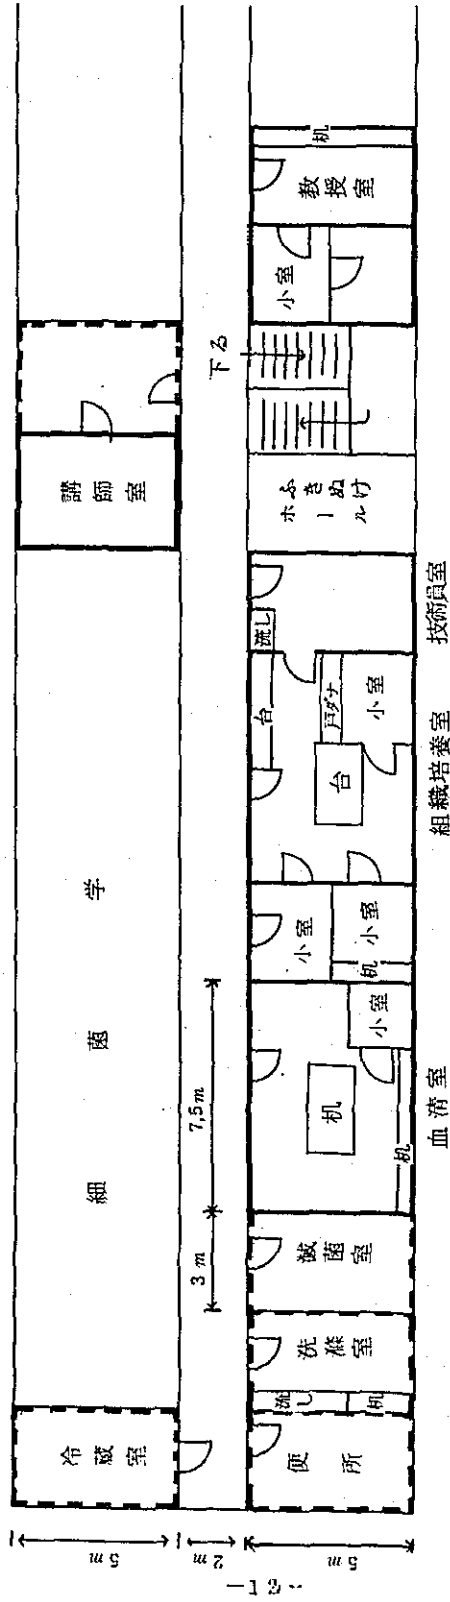 机
教授室
小室
下る
講師室
ふきぬけ
ホール
流し
技術員室
台
戸ダナ
小室
台
組織培養室
学
小室
小室
机
菌
小室
7,5m
机
机
血清室
細
3m
滅菌室
洗滌室
流し
机
冷蔵室
便所
5m
2m
5m